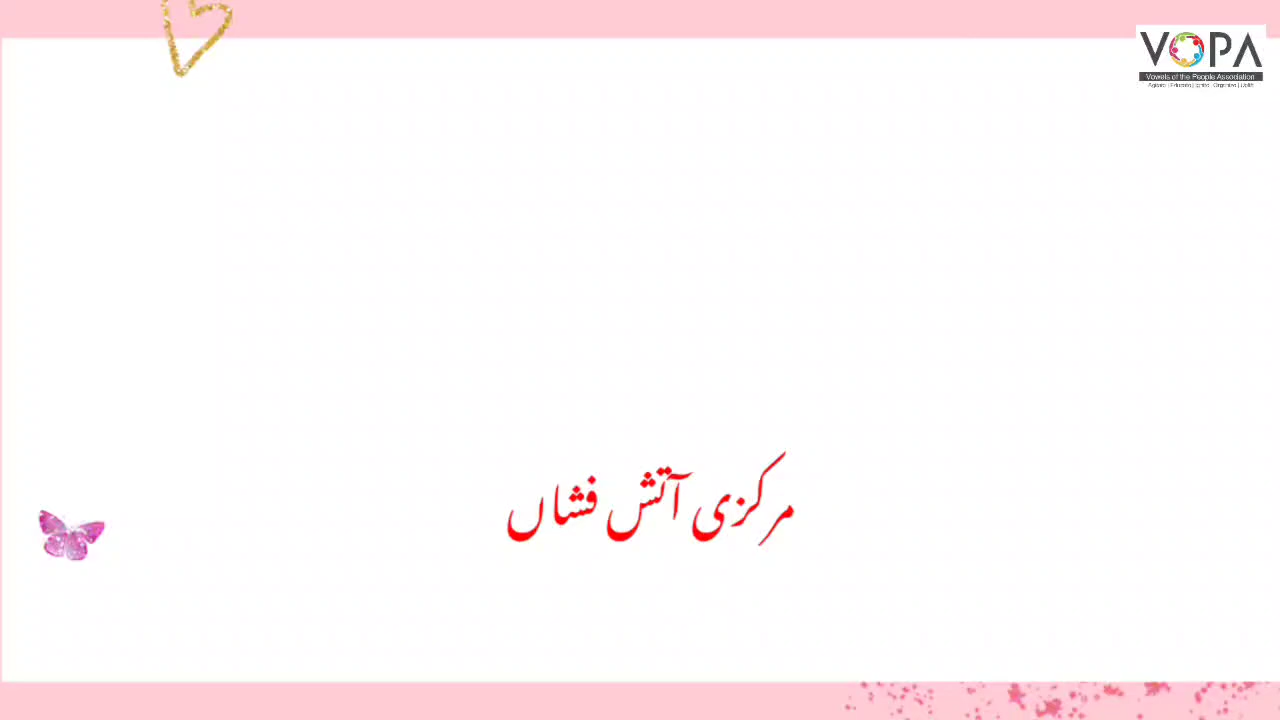 VOPA
Vowels of the People Association
مرکزی آتش فشاں